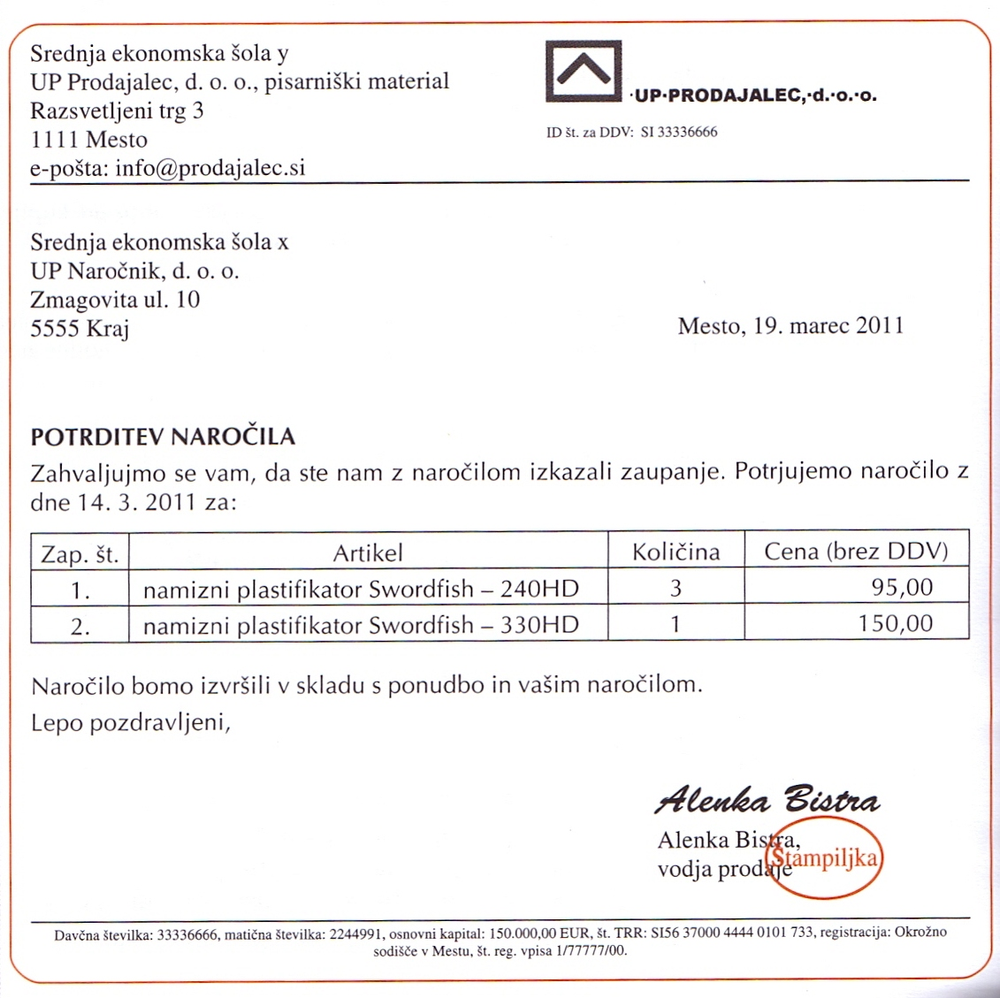 Srednja ekonomska šola y
UP Prodajalec, d. o. o., pisarniški material
Razsvetljeni trg 3
1111 Mesto
e-pošta: info@prodajalec.si
·UP·PRODAJALEC,·d.·o.·o.
ID št. za DDV: SI 33336666
Srednja ekonomska šola x
UP Naročnik, d. o. o.
Zmagovita ul. 10
5555 Kraj
Mesto, 19. marec 2011
POTRDITEV NAROČILA
Zahvaljujmo se vam, da ste nam z naročilom izkazali zaupanje. Potrjujemo naročilo z
dne 14. 3. 2011 za:
Zap. št. Artikel Količina Cena (brez DDV)
1. namizni plastifikator Swordfish – 240HD 3 95,00
2. namizni plastifikator Swordfish – 330HD 1 150,00
Naročilo bomo izvršili v skladu s ponudbo in vašim naročilom.
Lepo pozdravljeni,
Alenka Bistra
Alenka Bistra,
vodja prodaje
Štampiljka
Davčna številka: 33336666, matična številka: 2244991, osnovni kapital: 150.000,00 EUR, št. TRR: SI56 37000 4444 0101 733, registracija: Okrožno
sodišče v Mestu, št. reg. vpisa 1/77777/00.